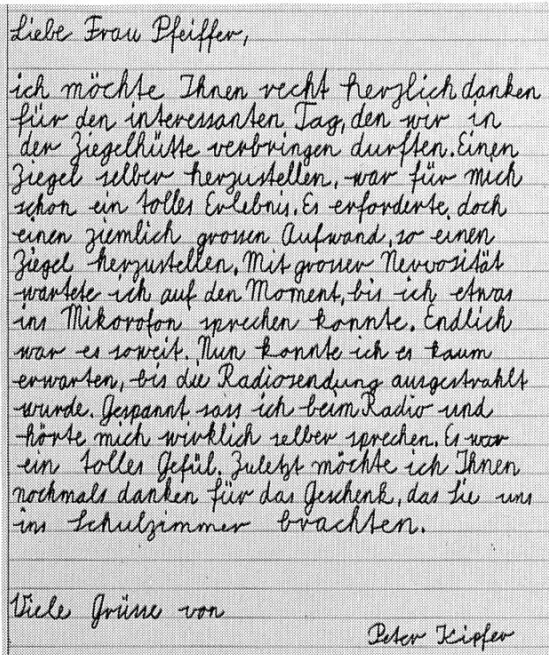 Liebe Frau Pfeiffer,
ich möchte Ihnen recht herzlich danken
für den interessanten Tag, den wir in
der Ziegelhütte verbringen durften. Einen
Ziegel selber herzustellen, war für mich
schon ein tolles Erlebnis. Es erforderte, doch
einen ziemlich grossen Aufwand, so einen
Ziegel herzustellen. Mit grosser Nervosität
wartete ich auf den Moment, bis ich etwas
ins Mikorofon sprechen konnte. Endlich
war es soweit. Nun konnte ich es kaum
erwarten, bis die Radiosendung ausgestrahlt
wurde. Gespannt sass ich beim Radio und
hörte mich wirklich selber sprechen. Es war
ein tolles Gefül. Zuletzt möchte ich Ihnen
nochmals danken für das Geschenk, das Sie uns
ins Schulzimmer brachten.
Viele Grüsse von
Peter Kipfer